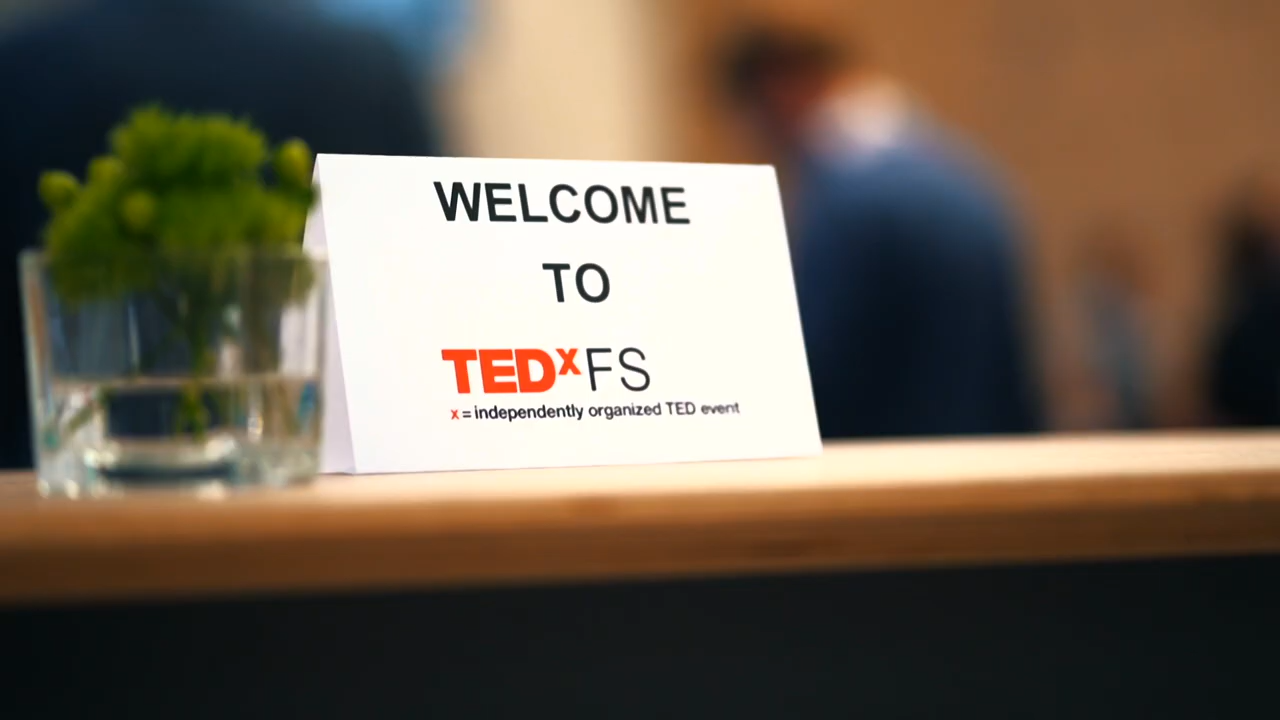 WELCOME
TO
TEDxFS
x = independently organized TED event